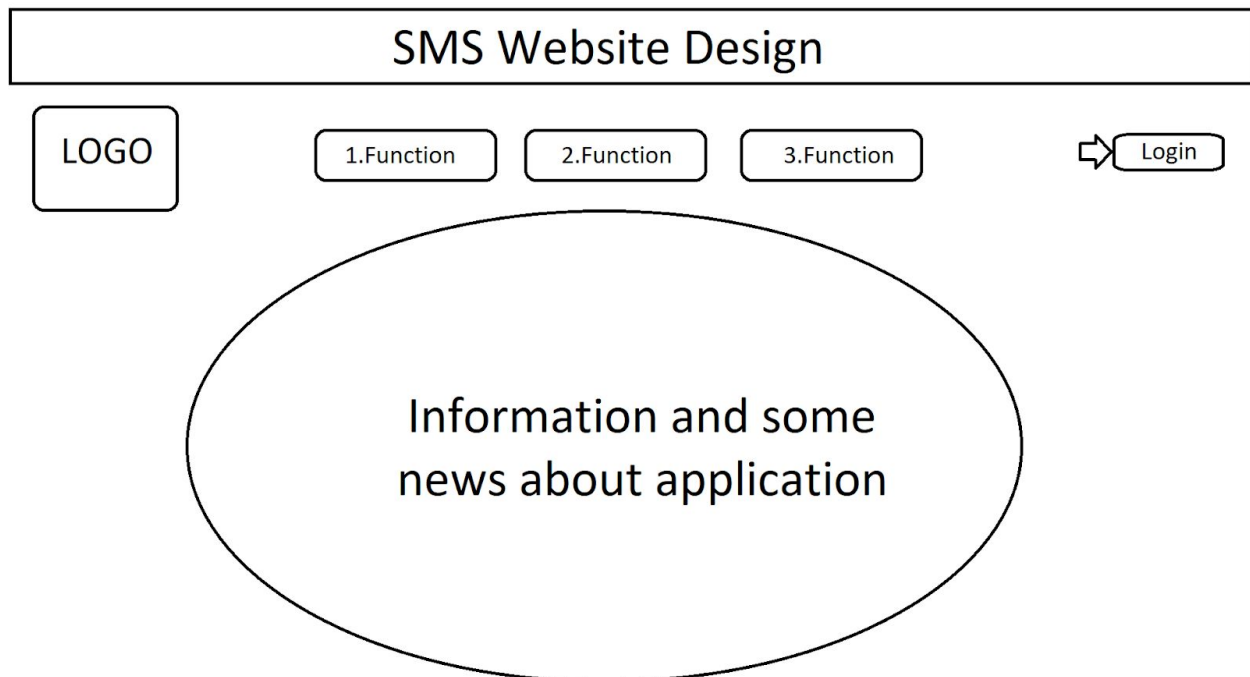 SMS Website Design
LOGO
1.Function
2.Function
3.Function
Login
Information and some
news about application